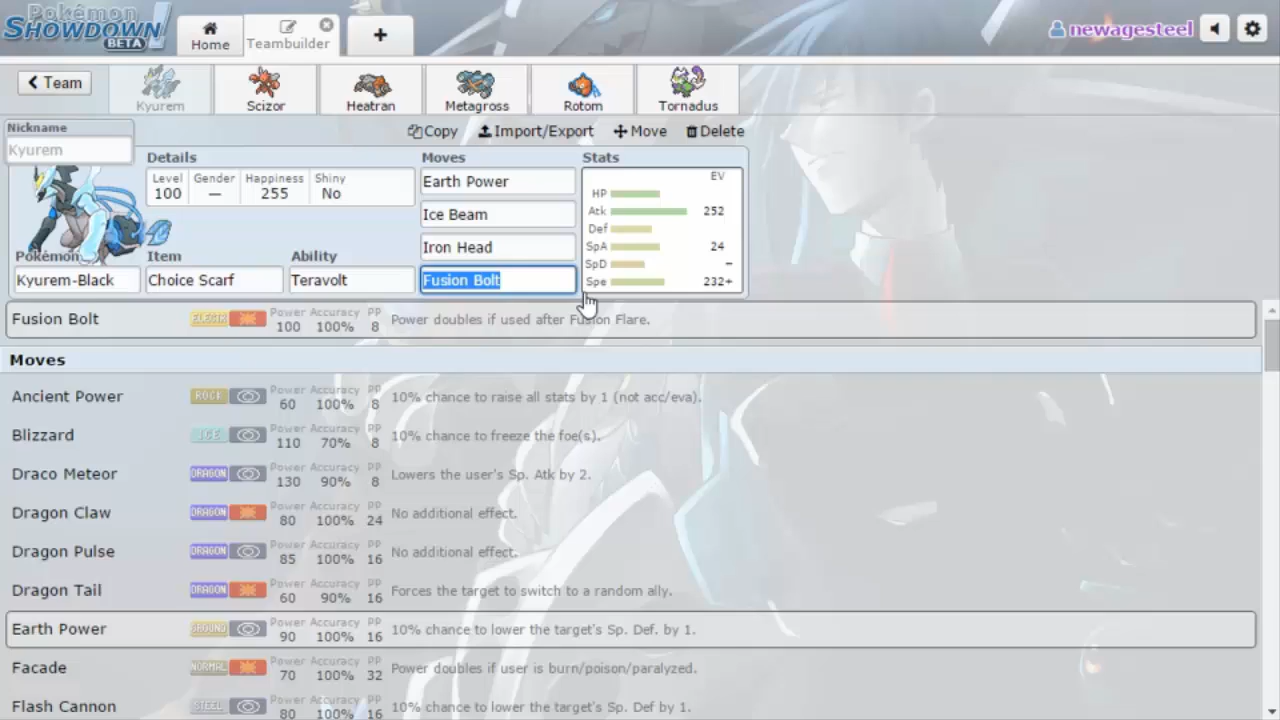 Pokémon
SHOWDOWN!
BETA
Home
Teambuilder
+
newagesteel
< Team
Kyurem
Scizor
Heatran
Metagross
Rotom
Tornadus
Copy
Import/Export
Move
Delete
Nickname
Kyurem
Details
Level Gender Happiness Shiny
100 — 255 No
Pokémon
Kyurem-Black
Item
Choice Scarf
Ability
Teravolt
Moves
Earth Power
Ice Beam
Iron Head
Fusion Bolt
Stats
EV
HP
Atk 252
Def
SpA 24
SpD –
Spe 232+
Fusion Bolt ELECTR Power 100 Accuracy 100% PP 8 Power doubles if used after Fusion Flare.
Moves
Ancient Power ROCK Power 60 Accuracy 100% PP 8 10% chance to raise all stats by 1 (not acc/eva).
Blizzard ICE Power 110 Accuracy 70% PP 8 10% chance to freeze the foe(s).
Draco Meteor DRAGON Power 130 Accuracy 90% PP 8 Lowers the user's Sp. Atk by 2.
Dragon Claw DRAGON Power 80 Accuracy 100% PP 24 No additional effect.
Dragon Pulse DRAGON Power 85 Accuracy 100% PP 16 No additional effect.
Dragon Tail DRAGON Power 60 Accuracy 90% PP 16 Forces the target to switch to a random ally.
Earth Power GROUND Power 90 Accuracy 100% PP 16 10% chance to lower the target's Sp. Def. by 1.
Facade NORMAL Power 70 Accuracy 100% PP 32 Power doubles if user is burn/poison/paralyzed.
Flash Cannon STEEL Power 80 Accuracy 100% PP 16 10% chance to lower the target's Sp. Def by 1.